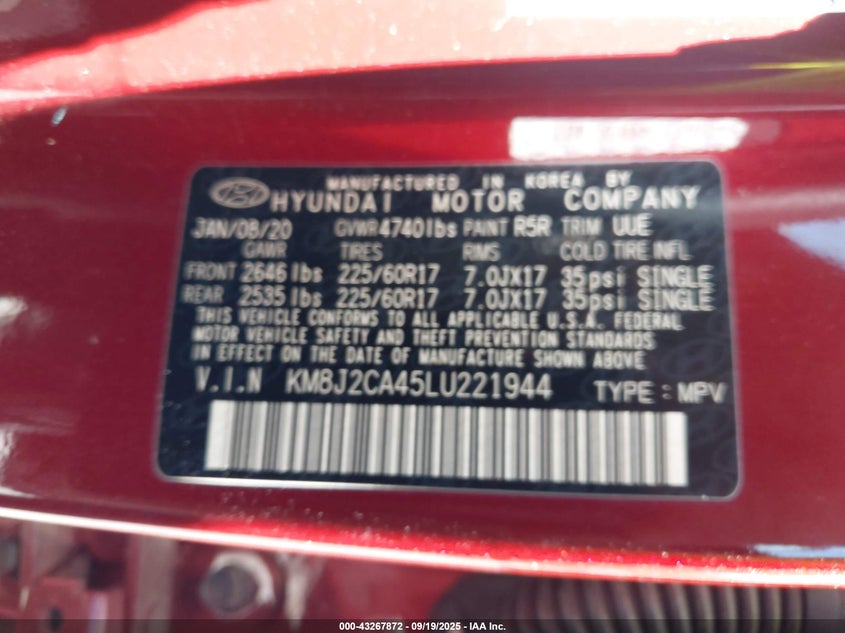 MANUFACTURED IN KOREA BY
HYUNDAI MOTOR COMPANY
JAN/08/20 GVWR 4740lbs PAINT R5R TRIM UUE
GAWR TIRES RMS COLD TIRE INFL
FRONT 2646 lbs 225/60R17 7.0JX17 35psi SINGLE
REAR 2535 lbs 225/60R17 7.0JX17 35psi SINGLE
THIS VEHICLE CONFORMS TO ALL APPLICABLE U.S.A. FEDERAL
MOTOR VEHICLE SAFETY AND THEFT PREVENTION STANDARDS
IN EFFECT ON THE DATE OF MANUFACTURE SHOWN ABOVE
V.I.N KM8J2CA45LU221944 TYPE : MPV
000-43267872 - 09/19/2025 - IAA Inc.